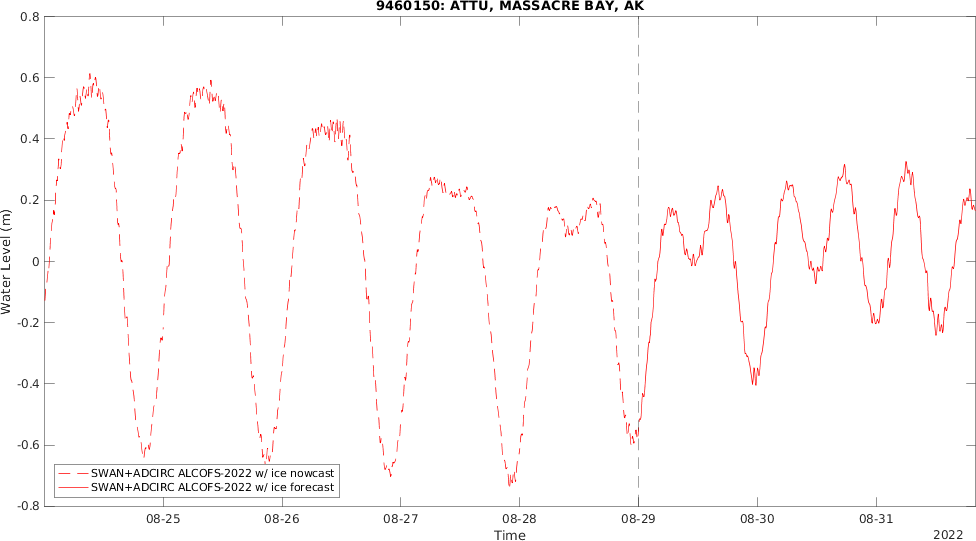 9460150: ATTU, MASSACRE BAY, AK
0.8
0.6
0.4
0.2
0
-0.2
-0.4
-0.6
-0.8
Water Level (m)
SWAN+ADCIRC ALCOFS-2022 w/ ice nowcast
SWAN+ADCIRC ALCOFS-2022 w/ ice forecast
08-25 08-26 08-27 08-28 08-29 08-30 08-31
Time
2022